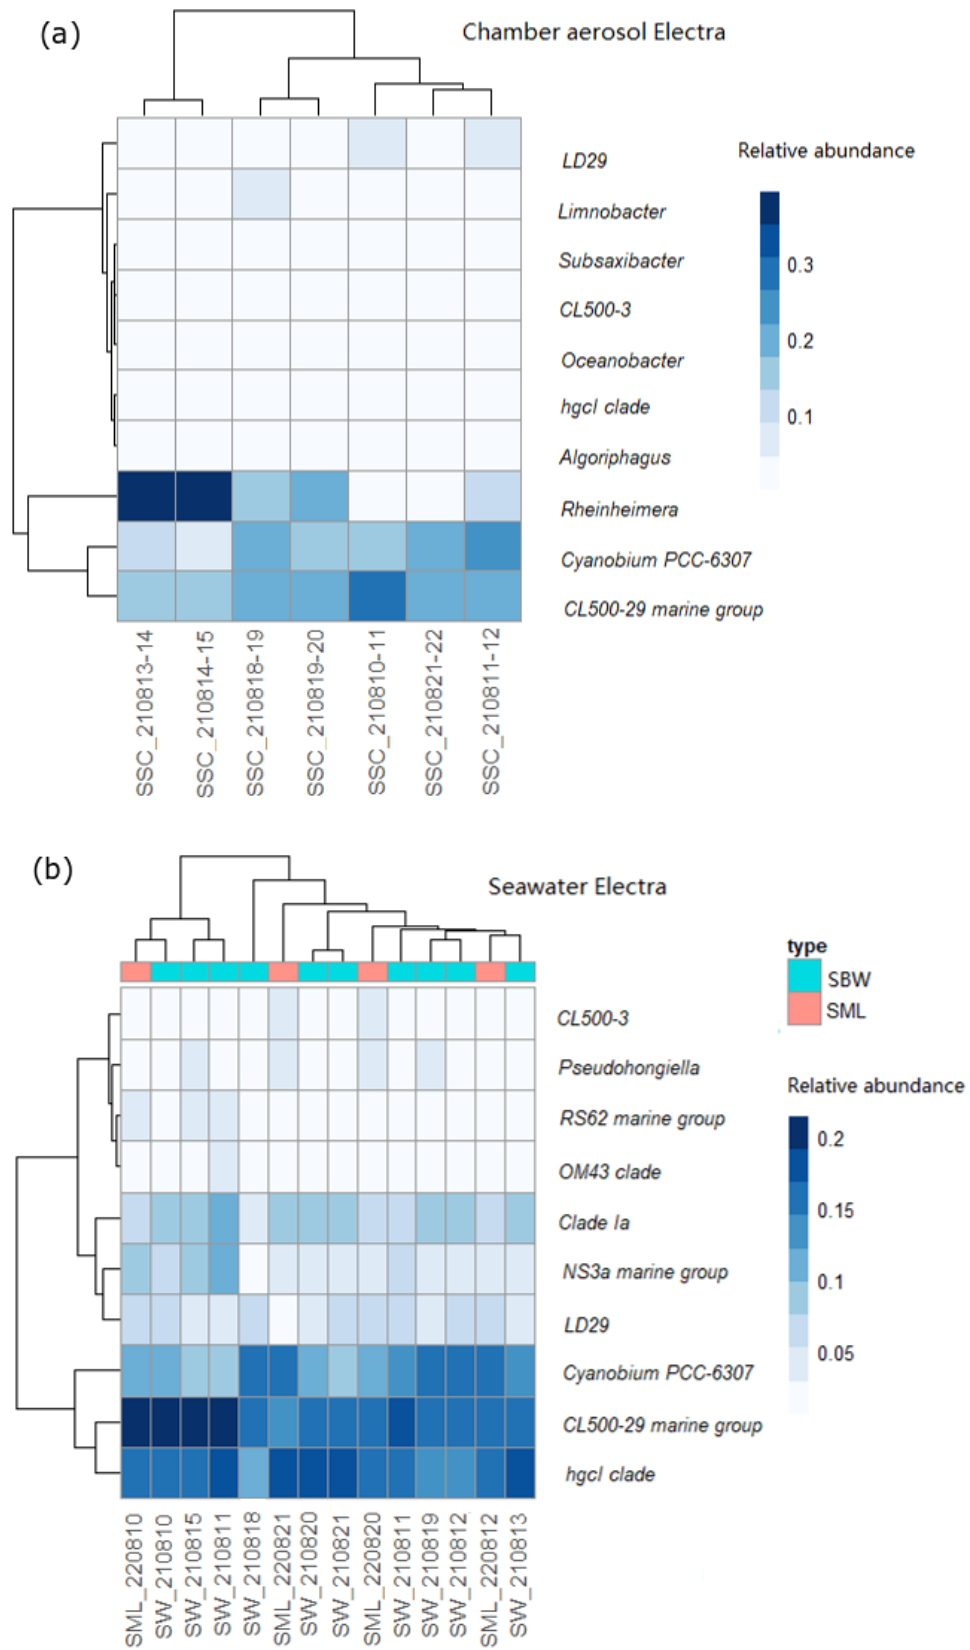 (a)
Chamber aerosol Electra
Relative abundance
0.3
0.2
0.1
LD29
Limnobacter
Subsaxibacter
CL500-3
Oceanobacter
hgcI clade
Algoriphagus
Rheinheimera
Cyanobium PCC-6307
CL500-29 marine group
SSC_210813-14
SSC_210814-15
SSC_210818-19
SSC_210819-20
SSC_210810-11
SSC_210821-22
SSC_210811-12
(b)
Seawater Electra
type
SBW
SML
Relative abundance
0.2
0.15
0.1
0.05
CL500-3
Pseudohongiella
RS62 marine group
OM43 clade
Clade Ia
NS3a marine group
LD29
Cyanobium PCC-6307
CL500-29 marine group
hgcI clade
SML_220810
SW_210810
SW_210815
SW_210811
SW_210818
SML_220821
SW_210820
SW_210821
SML_220820
SW_210811
SW_210819
SW_210812
SML_220812
SW_210813